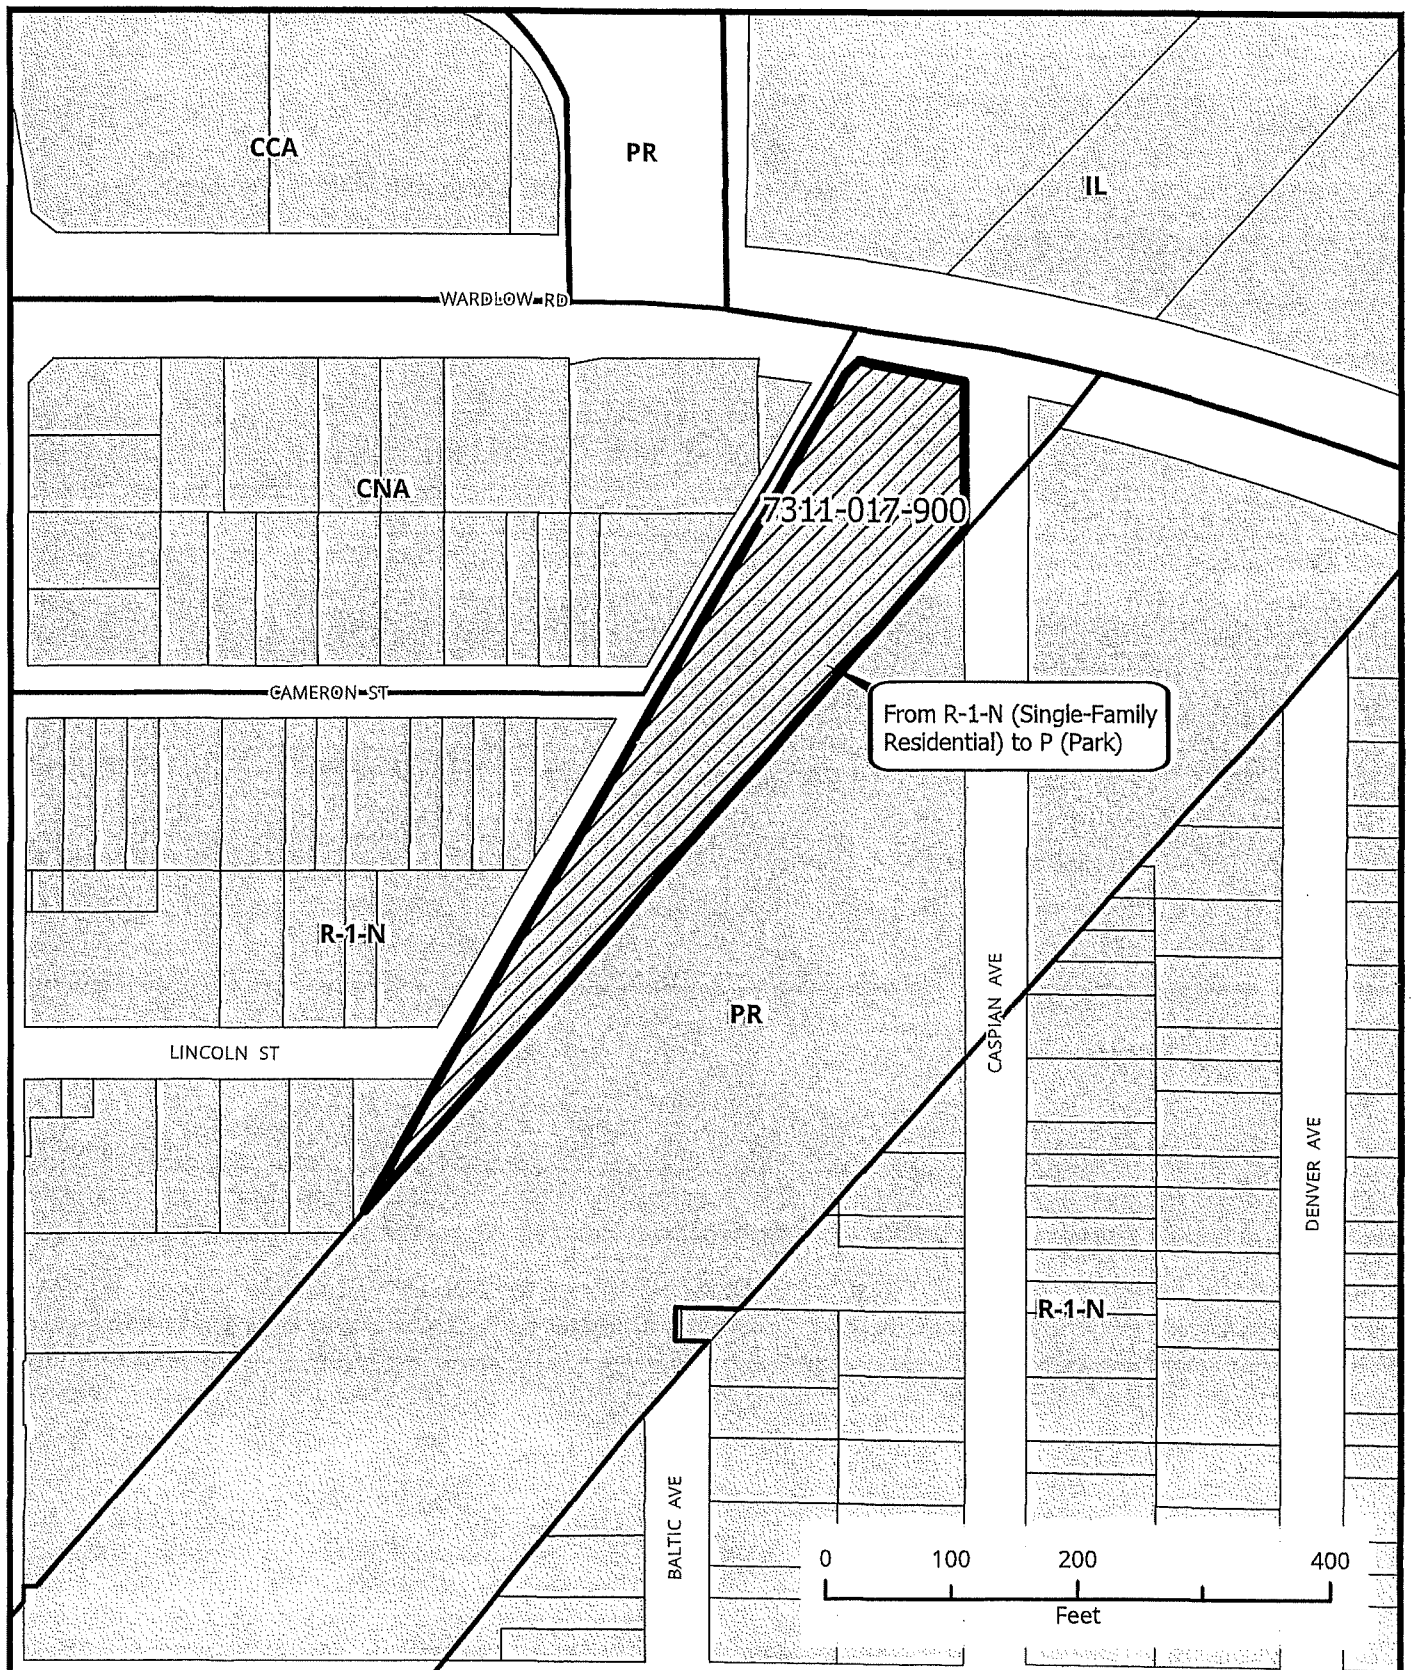 CCA
PR
IL
WARDLOW RD
CNA
7311-017-900
CAMERON ST
From R-1-N (Single-Family
Residential) to P (Park)
R-1-N
PR
CASPIAN AVE
LINCOLN ST
DENVER AVE
R-1-N
BALTIC AVE
0 100 200 400
Feet